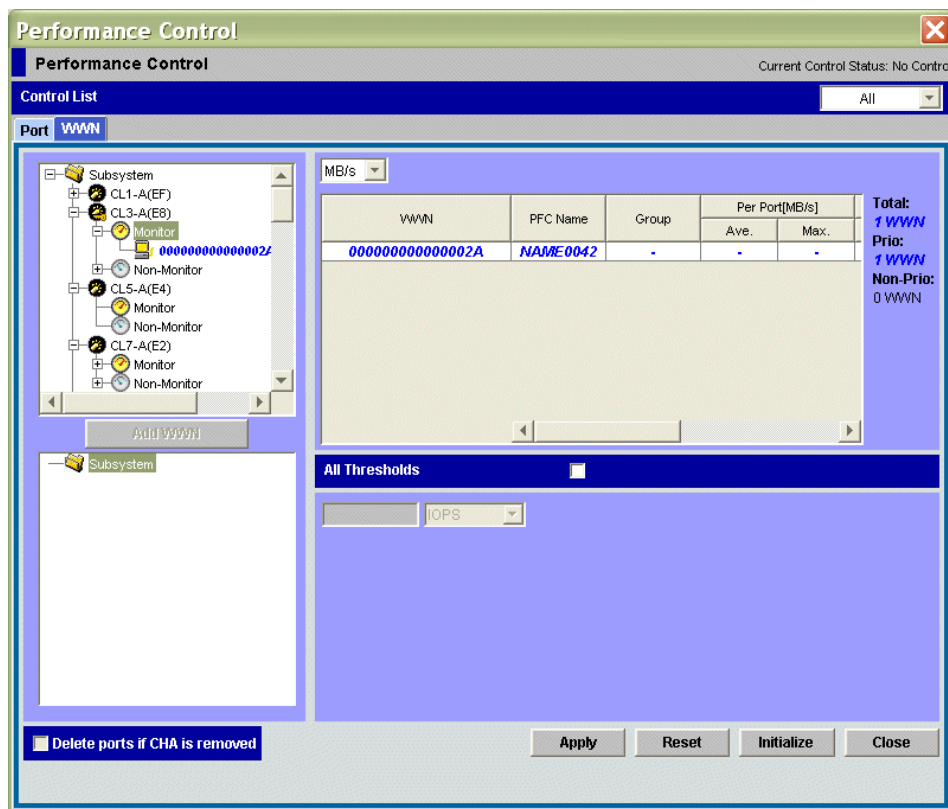 Performance Control
Performance Control
Current Control Status: No Contro
Control List
All
Port WWN
Subsystem
CL1-A(EF)
CL3-A(E8)
Monitor
000000000000002A
Non-Monitor
CL5-A(E4)
Monitor
Non-Monitor
CL7-A(E2)
Monitor
Non-Monitor
Add WWN
Subsystem
MB/s
WWN PFC Name Group Per Port[MB/s]
Ave. Max.
000000000000002A NAME0042 - - -
Total:
1 WWN
Prio:
1 WWN
Non-Prio:
0 WWN
All Thresholds
IOPS
Delete ports if CHA is removed
Apply Reset Initialize Close